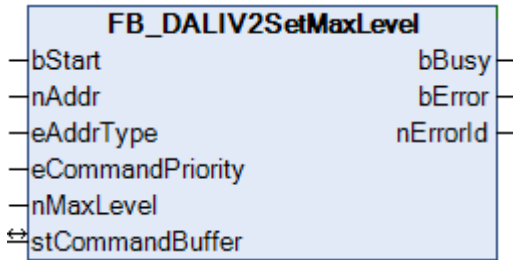 FB_DALIV2SetMaxLevel
bStart bBusy
nAddr bError
eAddrType nErrorId
eCommandPriority
nMaxLevel
stCommandBuffer